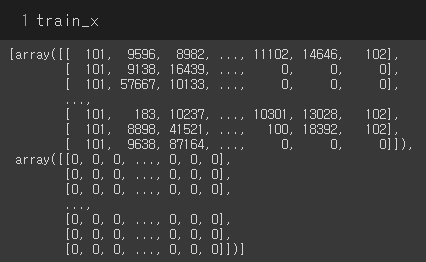 1 train_x
[array([[  101,  9596,  8982, ..., 11102, 14646,   102],
       [  101,  9138, 16439, ...,     0,     0,     0],
       [  101, 57667, 10133, ...,     0,     0,     0],
       ...,
       [  101,   183, 10237, ..., 10301, 13028,   102],
       [  101,  8898, 41521, ...,   100, 18392,   102],
       [  101,  9638, 87164, ...,     0,     0,     0]]),
 array([[0, 0, 0, ..., 0, 0, 0],
       [0, 0, 0, ..., 0, 0, 0],
       [0, 0, 0, ..., 0, 0, 0],
       ...,
       [0, 0, 0, ..., 0, 0, 0],
       [0, 0, 0, ..., 0, 0, 0],
       [0, 0, 0, ..., 0, 0, 0]])]